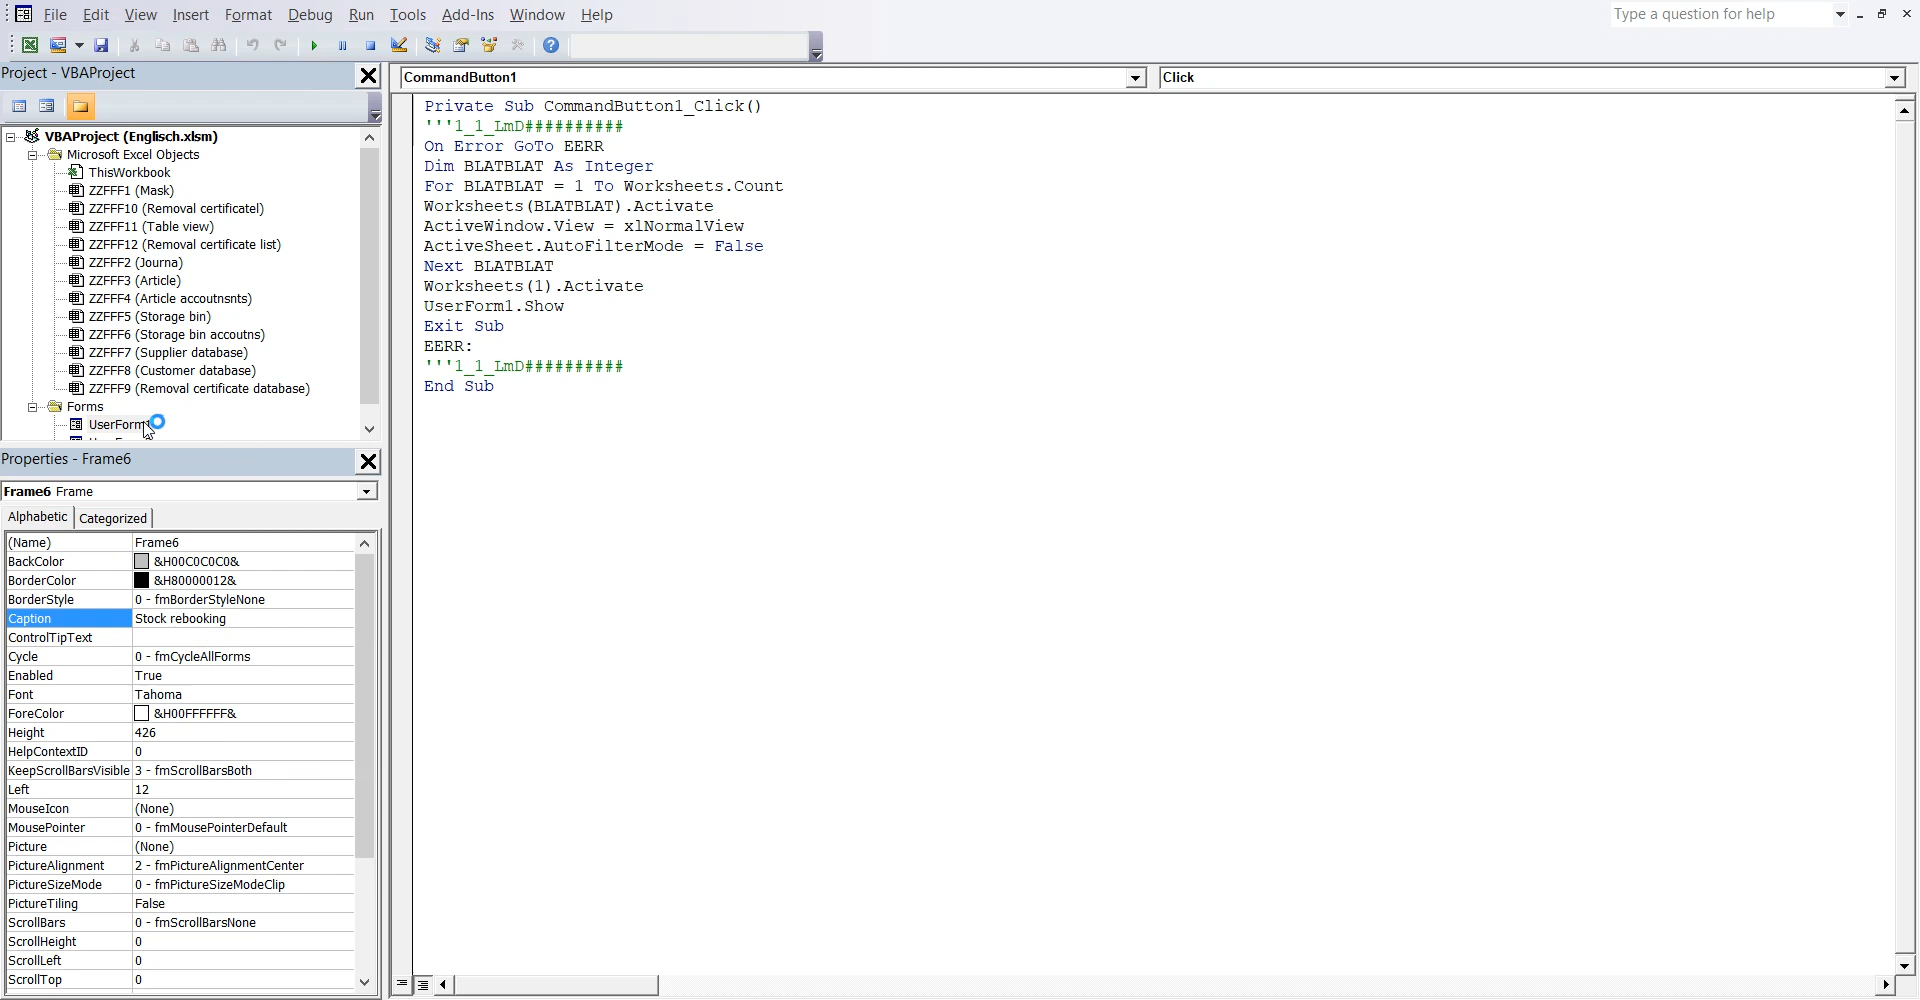 File Edit View Insert Format Debug Run Tools Add-Ins Window Help
Type a question for help
Project - VBAProject
VBAProject (Englisch.xlsm)
Microsoft Excel Objects
ThisWorkbook
ZZFFF1 (Mask)
ZZFFF10 (Removal certificatel)
ZZFFF11 (Table view)
ZZFFF12 (Removal certificate list)
ZZFFF2 (Journa)
ZZFFF3 (Article)
ZZFFF4 (Article accoutnsnts)
ZZFFF5 (Storage bin)
ZZFFF6 (Storage bin accoutns)
ZZFFF7 (Supplier database)
ZZFFF8 (Customer database)
ZZFFF9 (Removal certificate database)
Forms
UserForm1
Properties - Frame6
Frame6 Frame
Alphabetic Categorized
(Name) Frame6
BackColor &H00C0C0C0&
BorderColor &H80000012&
BorderStyle 0 - fmBorderStyleNone
Caption Stock rebooking
ControlTipText
Cycle 0 - fmCycleAllForms
Enabled True
Font Tahoma
ForeColor &H00FFFFFF&
Height 426
HelpContextID 0
KeepScrollBarsVisible 3 - fmScrollBarsBoth
Left 12
MouseIcon (None)
MousePointer 0 - fmMousePointerDefault
Picture (None)
PictureAlignment 2 - fmPictureAlignmentCenter
PictureSizeMode 0 - fmPictureSizeModeClip
PictureTiling False
ScrollBars 0 - fmScrollBarsNone
ScrollHeight 0
ScrollLeft 0
ScrollTop 0
CommandButton1
Click
Private Sub CommandButton1_Click()
'''1_1_LmD##########
On Error GoTo EERR
Dim BLATBLAT As Integer
For BLATBLAT = 1 To Worksheets.Count
Worksheets(BLATBLAT).Activate
ActiveWindow.View = xlNormalView
ActiveSheet.AutoFilterMode = False
Next BLATBLAT
Worksheets(1).Activate
UserForm1.Show
Exit Sub
EERR:
'''1_1_LmD##########
End Sub